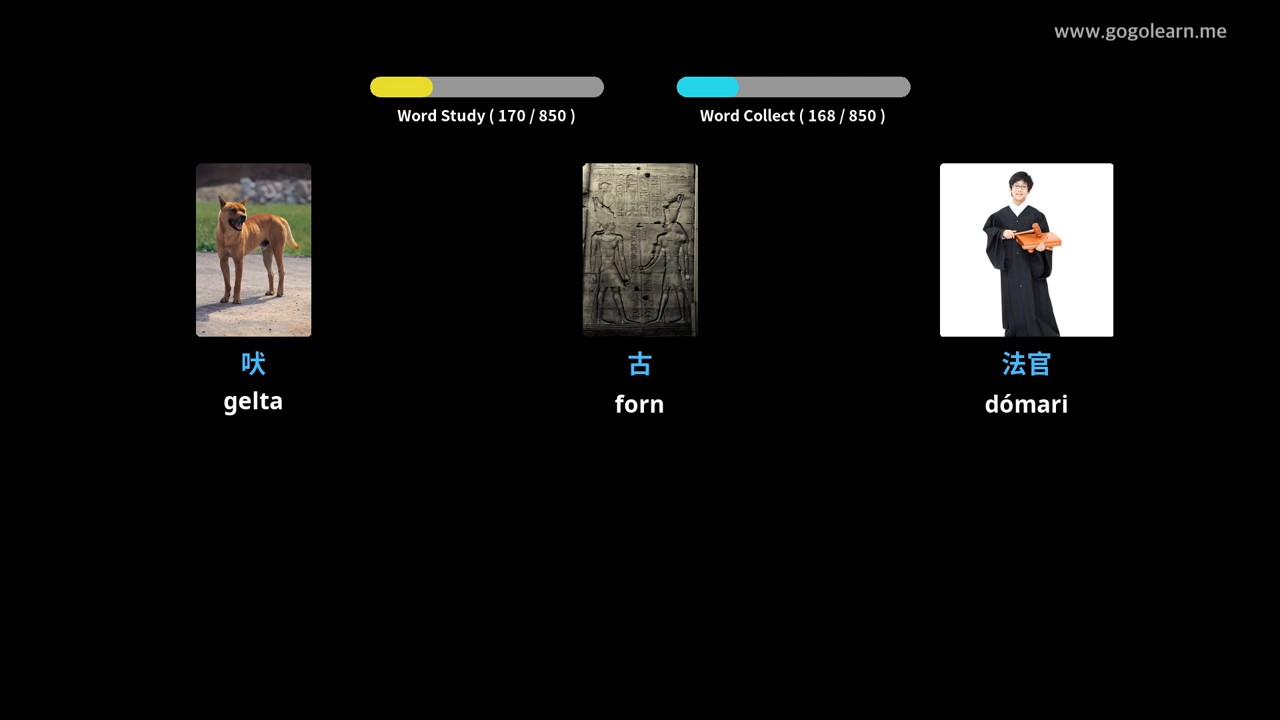 www.gogolearn.me
Word Study ( 170 / 850 )
Word Collect ( 168 / 850 )
吠
古
法官
gelta
forn
dómari